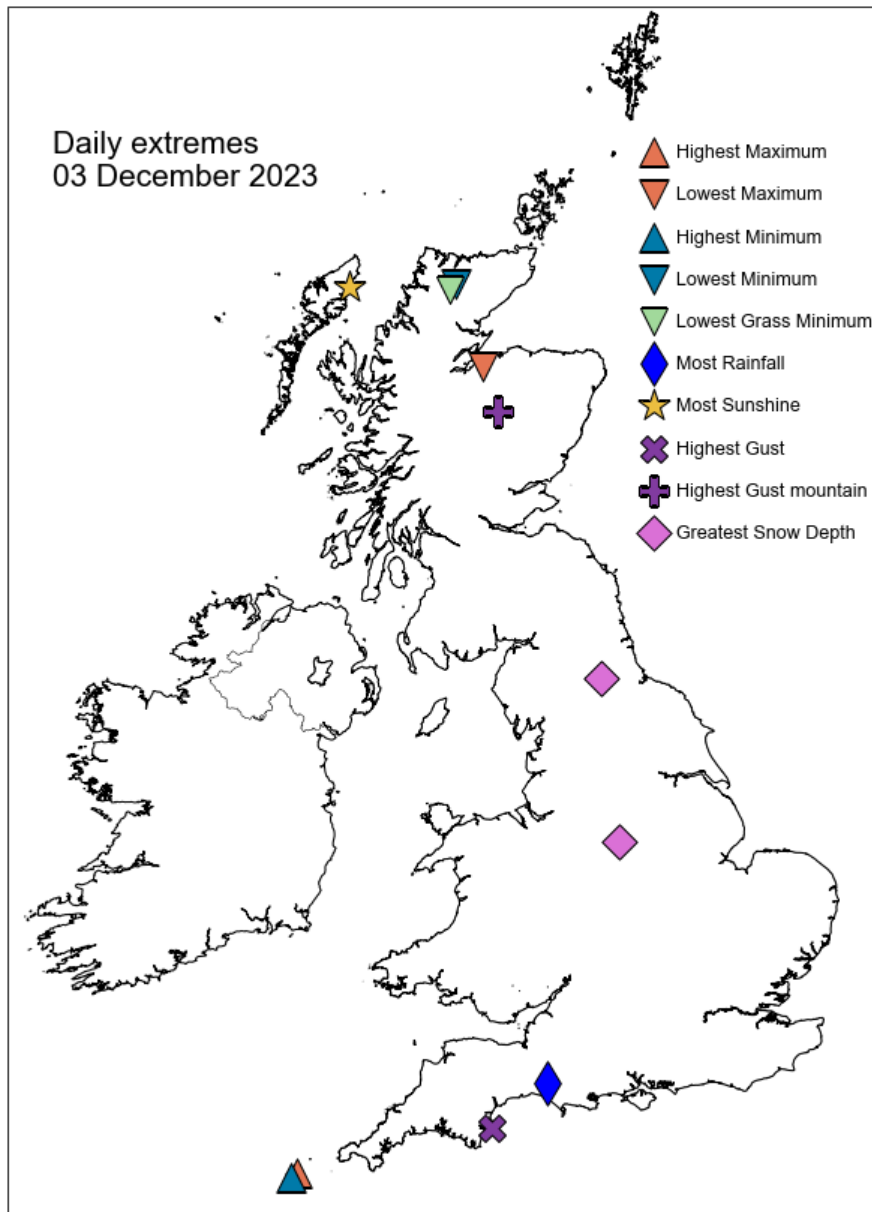 Daily extremes
03 December 2023
Highest Maximum
Lowest Maximum
Highest Minimum
Lowest Minimum
Lowest Grass Minimum
Most Rainfall
Most Sunshine
Highest Gust
Highest Gust mountain
Greatest Snow Depth